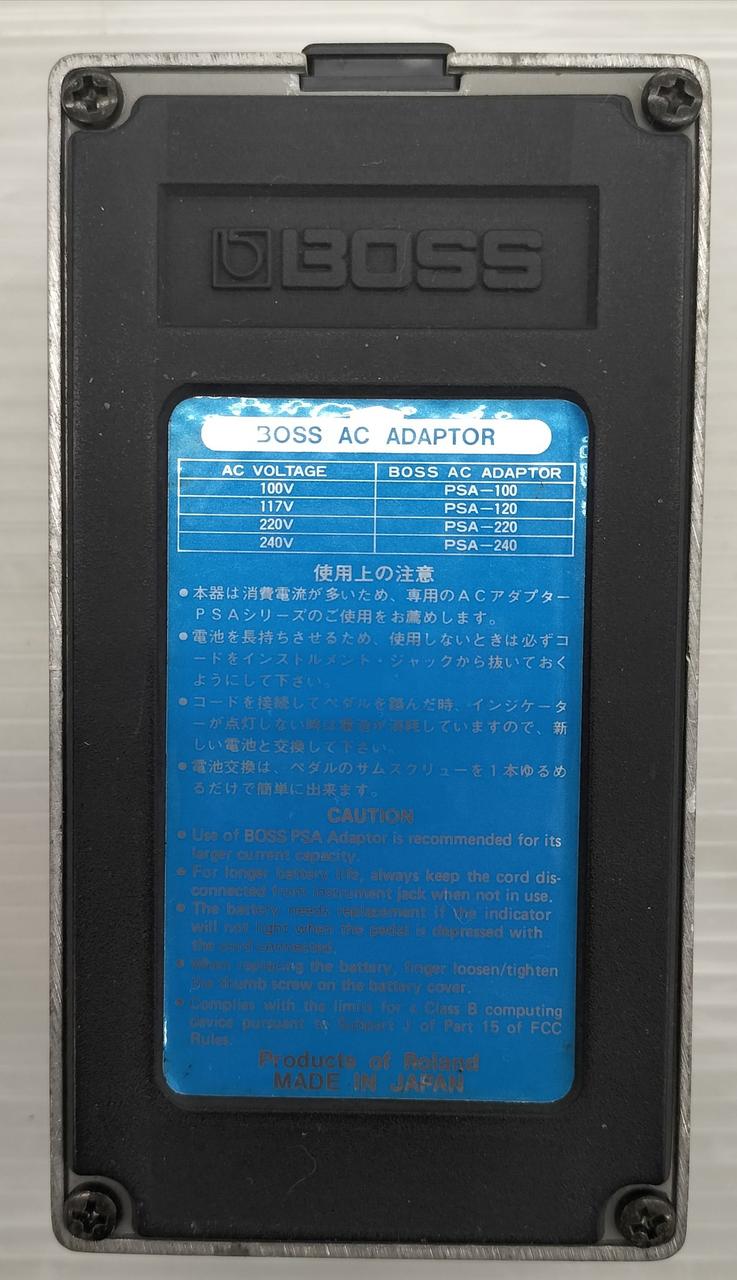 BOSS
BOSS AC ADAPTOR
AC VOLTAGE BOSS AC ADAPTOR
100V PSA-100
117V PSA-120
220V PSA-220
240V PSA-240
使用上の注意
●本器は消費電流が多いため、専用のACアダプター
PSAシリーズのご使用をお薦めします。
●電池を長持ちさせるため、使用しないときは必ずコ
ードをインストルメント・ジャックから抜いておく
ようにして下さい。
●コードを接続してペダルを踏んだ時、インジケータ
ーが点灯しない時は電池が消耗していますので、新
しい電池と交換して下さい。
●電池交換は、ペダルのサムスクリューを1本ゆるめ
るだけで簡単に出来ます。
CAUTION
● Use of BOSS PSA Adaptor is recommended for its
larger current capacity.
● For longer battery life, always keep the cord dis-
connected from instrument jack when not in use.
● The battery needs replacement if the indicator
will not light when the pedal is depressed with
the cord connected.
● When replacing the battery, finger loosen/tighten
the thumb screw on the battery cover.
● Complies with the limits for a Class B computing
device pursuant to Subpart J of Part 15 of FCC
Rules.
Products of Roland
MADE IN JAPAN